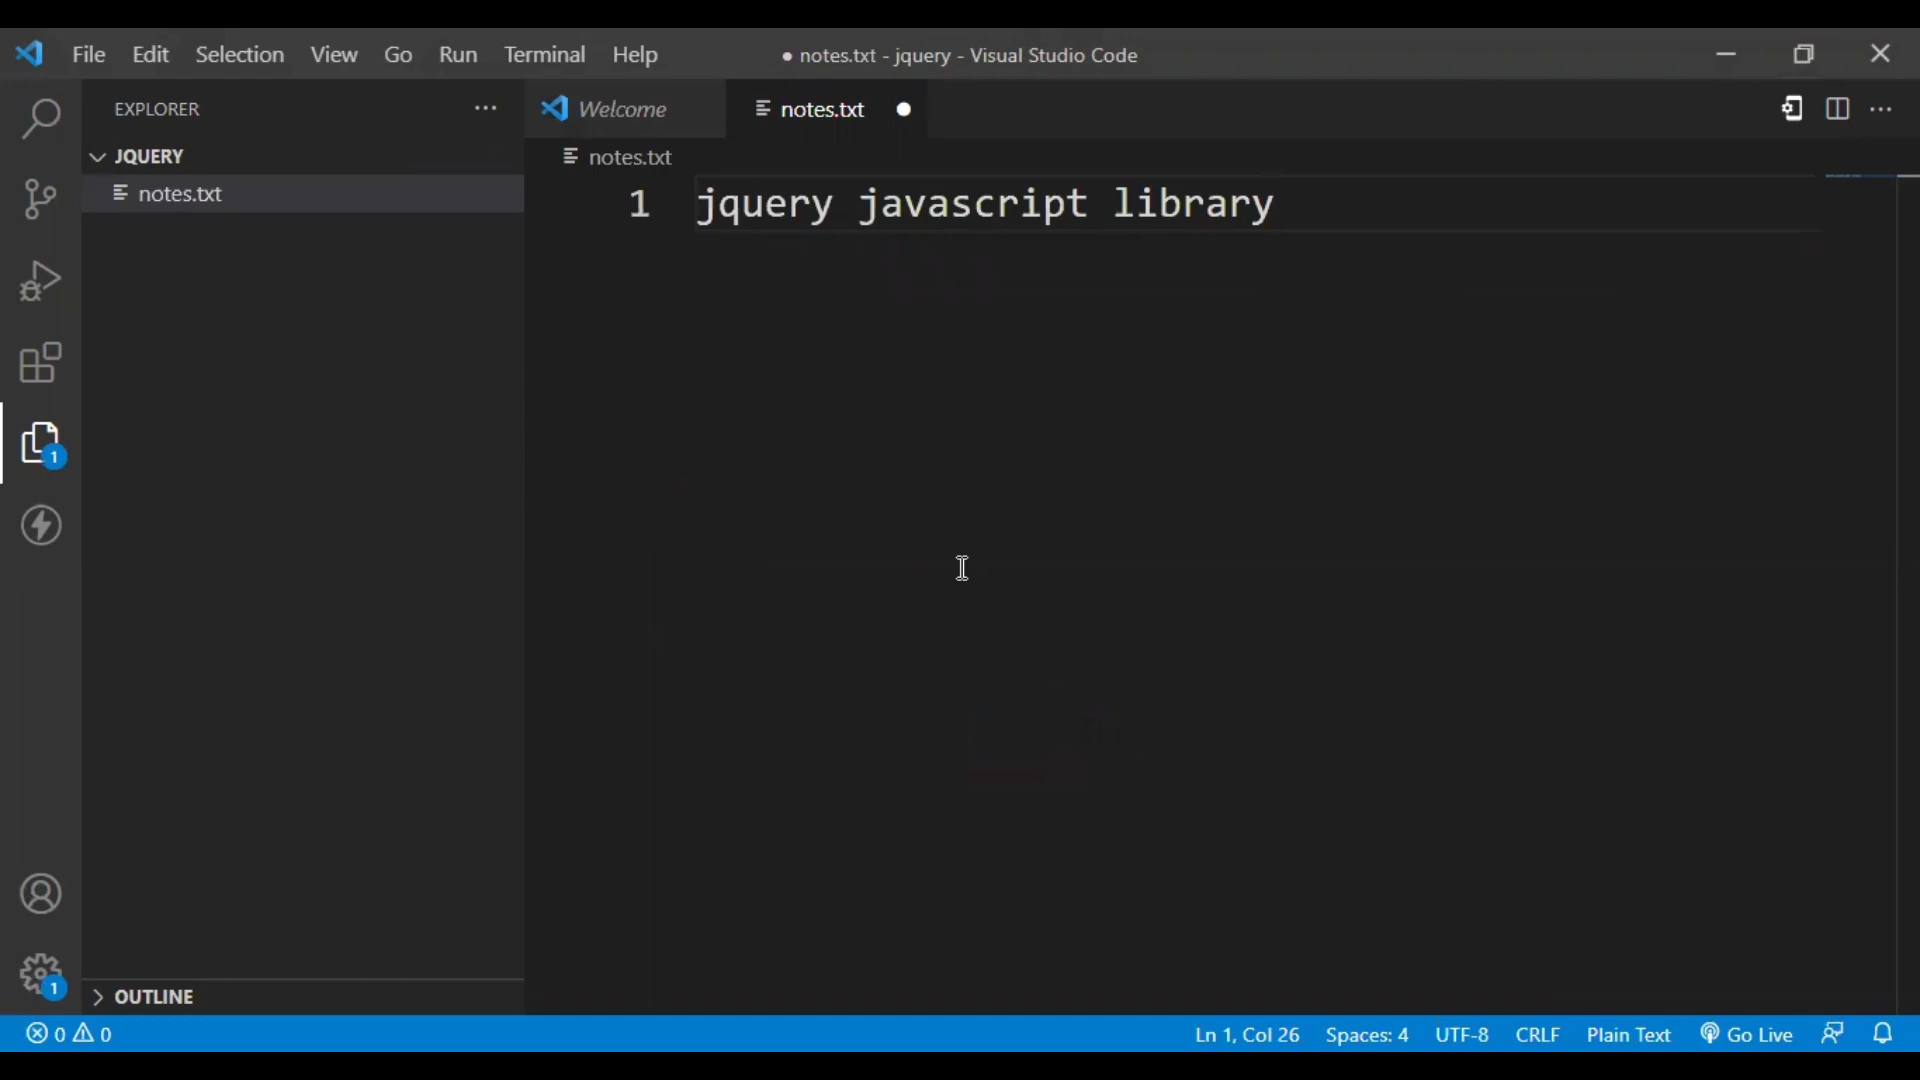 File Edit Selection View Go Run Terminal Help ● notes.txt - jquery - Visual Studio Code
EXPLORER ···
Welcome
notes.txt ●
JQUERY
notes.txt
notes.txt
1 jquery javascript library
1
OUTLINE
1
0 0
Ln 1, Col 26 Spaces: 4 UTF-8 CRLF Plain Text Go Live